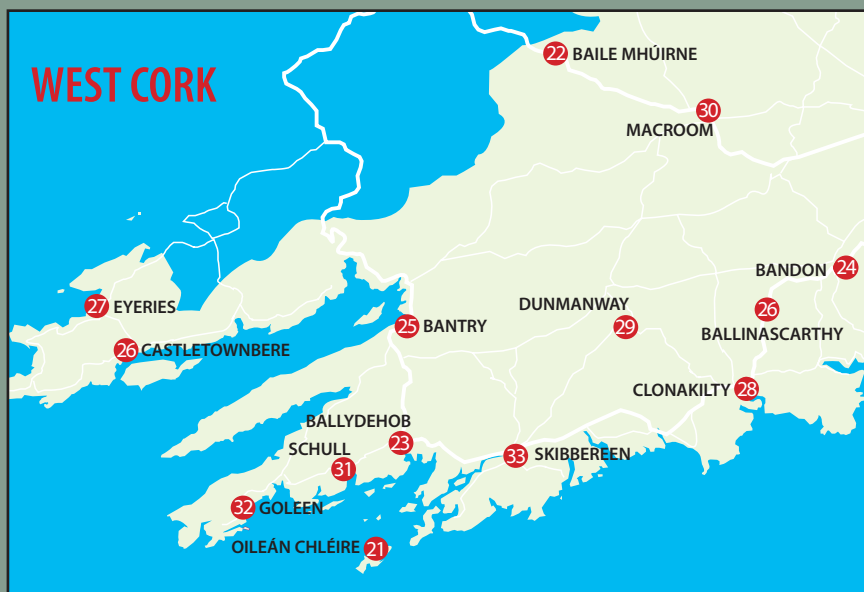 WEST CORK
22 BAILE MHÚIRNE
30
MACROOM
24
BANDON
27 EYERIES
DUNMANWAY
29
26
BALLINASCARTHY
25 BANTRY
26 CASTLETOWNBERE
CLONAKILTY 28
BALLYDEHOB
23
SCHULL
31
33 SKIBBEREEN
32 GOLEEN
OILEÁN CHLÉIRE 21